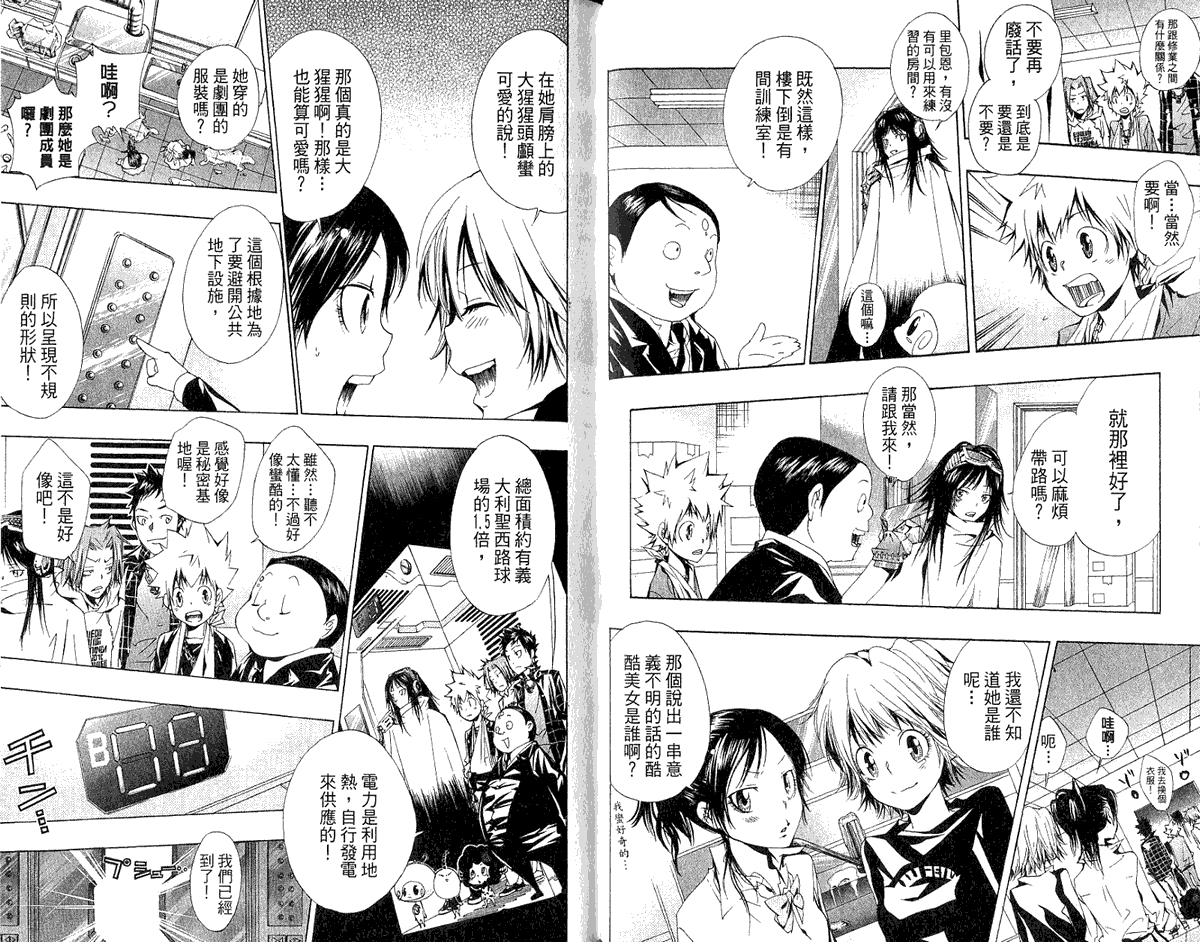 那跟修業之間
有什麼關係？
不要再
廢話了，
到底是
要還是
不要？
當…當然
要啊！
里包恩，有沒
有可以用來練
習的房間？
這個嘛…
既然這樣，
樓下倒是有
間訓練室！
就那裡好了，
可以麻煩
帶路嗎？
那當然，
請跟我來！
哇啊…
我去換個
衣服！
呃…
我還不知
道她是誰
呢…
那個說出一串意
義不明的話的酷
酷美女是誰啊？
我蠻好奇的…
在她肩膀上的
大猩猩頭顱蠻
可愛的說！
那個真的是大
猩猩啊！那樣…
也能算可愛嗎？
她穿的
是劇團的
服裝嗎？
哇啊？
那麼她是
劇團成員
囉？
這個根據地為
了要避開公共
地下設施，
所以呈現不規
則的形狀！
總面積約有義
大利聖西路球
場的1.5倍，
電力是利用地
熱，自行發電
來供應的！
雖然…聽不
太懂…不過好
像蠻酷的！
感覺好像
是秘密基
地喔！
這不是好
像吧！
B08
チン…
プシュー…
我們已經
到了！